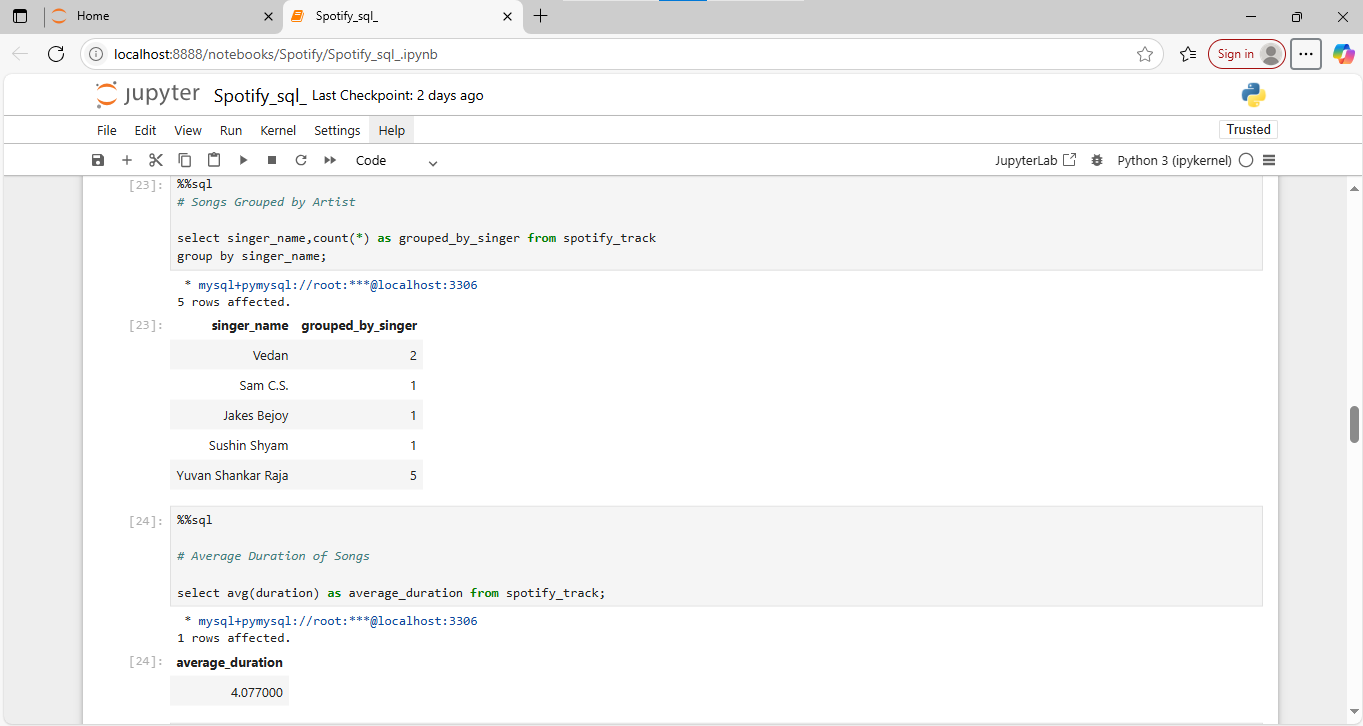 Home
Spotify_sql_
localhost:8888/notebooks/Spotify/Spotify_sql_.ipynb
Sign in
jupyter Spotify_sql_ Last Checkpoint: 2 days ago
File Edit View Run Kernel Settings Help
Trusted
Code
JupyterLab
Python 3 (ipykernel)
[23]: %%sql
# Songs Grouped by Artist
select singer_name,count(*) as grouped_by_singer from spotify_track
group by singer_name;
* mysql+pymysql://root:***@localhost:3306
5 rows affected.
[23]: singer_name grouped_by_singer
Vedan 2
Sam C.S. 1
Jakes Bejoy 1
Sushin Shyam 1
Yuvan Shankar Raja 5
[24]: %%sql
# Average Duration of Songs
select avg(duration) as average_duration from spotify_track;
* mysql+pymysql://root:***@localhost:3306
1 rows affected.
[24]: average_duration
4.077000